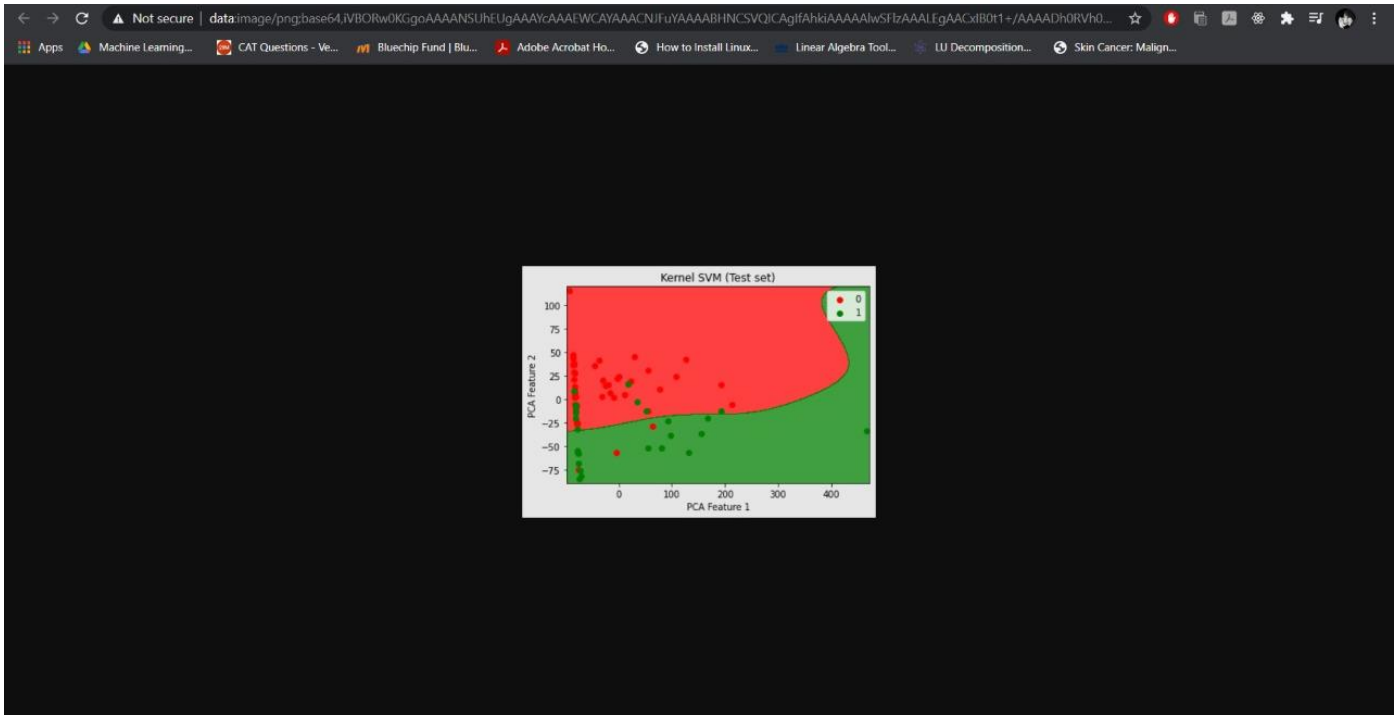 Not secure | data:image/png;base64,iVBORw0KGgoAAAANSUhEUgAAAYcAAAEWCAYAAACNJFuYAAAABHNCSVQICAgIfAhkiAAAAAlwSFlzAAALEgAACxIB0t1+/AAAADh0RVh0...
Apps Machine Learning... CAT Questions - Ve... Bluechip Fund | Blu... Adobe Acrobat Ho... How to Install Linux... Linear Algebra Tool... LU Decomposition... Skin Cancer: Malign...
Kernel SVM (Test set)
0
1
100
75
50
25
0
−25
−50
−75
PCA Feature 2
0 100 200 300 400
PCA Feature 1